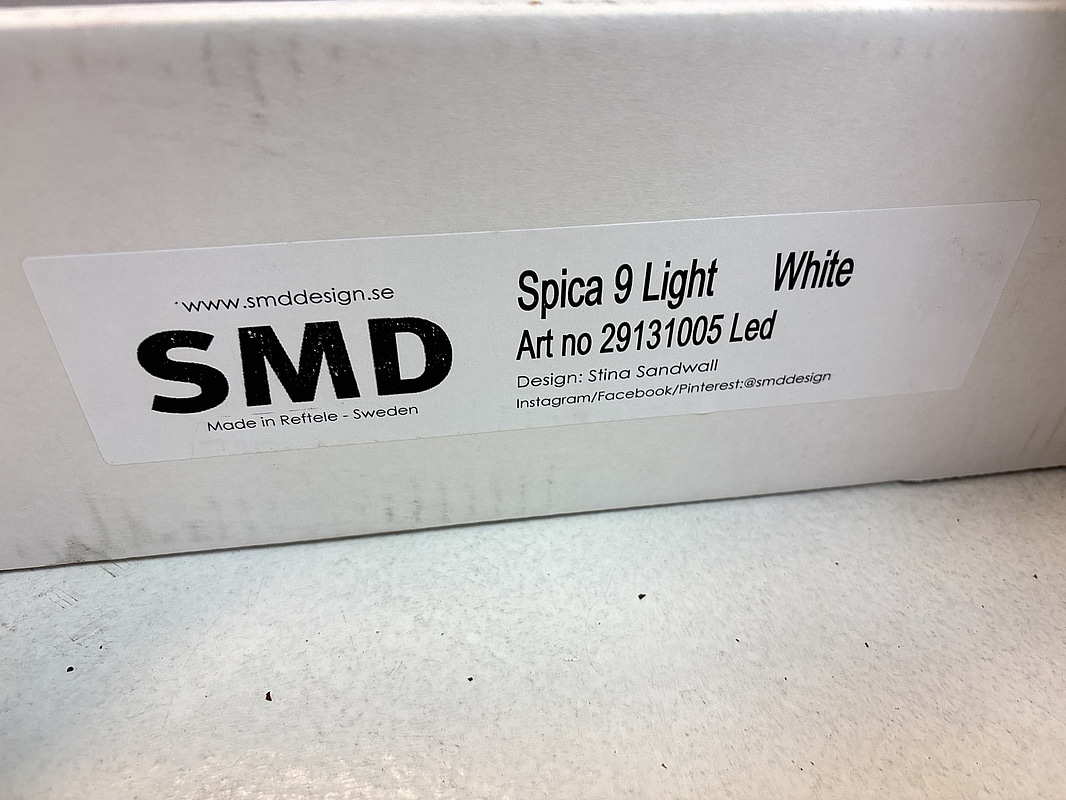 www.smddesign.se
SMD
Made in Reftele - Sweden
Spica 9 Light White
Art no 29131005 Led
Design: Stina Sandwall
Instagram/Facebook/Pinterest:@smddesign